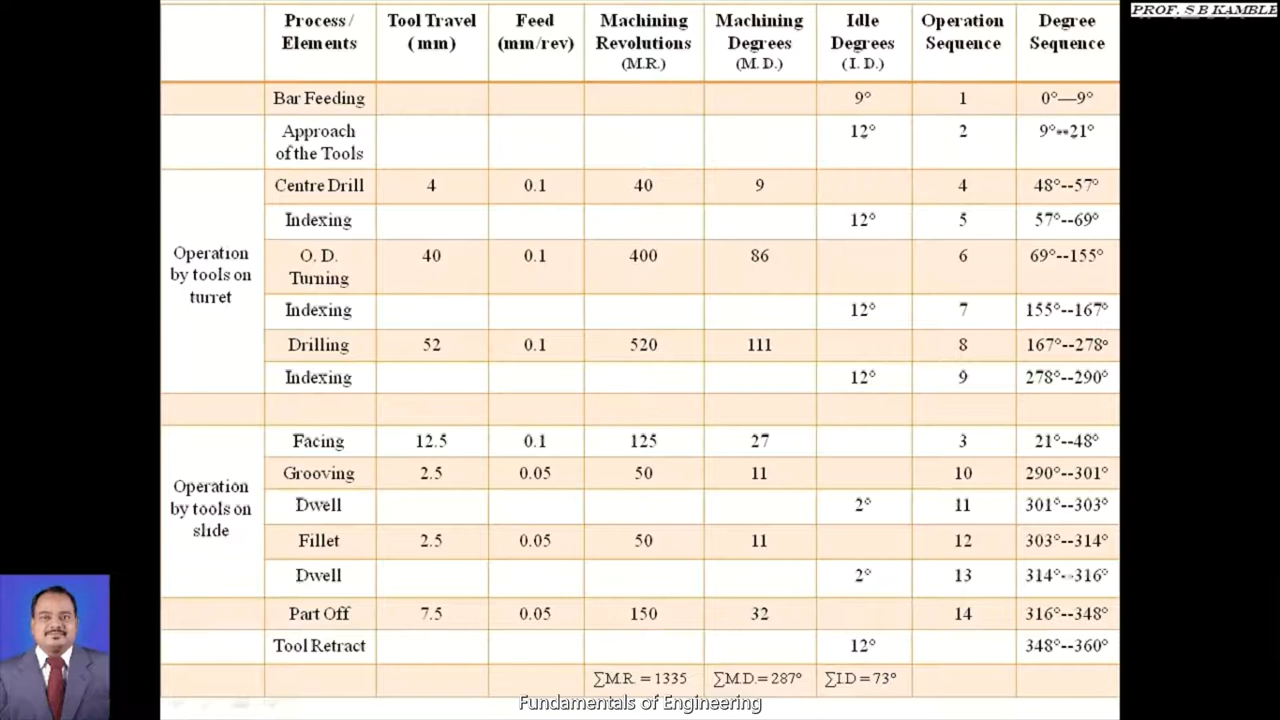 PROF. S B KAMBLE
Process / Elements Tool Travel (mm) Feed (mm/rev) Machining Revolutions (M.R.) Machining Degrees (M. D.) Idle Degrees (I. D.) Operation Sequence Degree Sequence
Bar Feeding 9° 1 0°—9°
Approach of the Tools 12° 2 9°--21°
Operation by tools on turret
Centre Drill 4 0.1 40 9 4 48°--57°
Indexing 12° 5 57°--69°
O. D. Turning 40 0.1 400 86 6 69°--155°
Indexing 12° 7 155°--167°
Drilling 52 0.1 520 111 8 167°--278°
Indexing 12° 9 278°--290°
Operation by tools on slide
Facing 12.5 0.1 125 27 3 21°--48°
Grooving 2.5 0.05 50 11 10 290°--301°
Dwell 2° 11 301°--303°
Fillet 2.5 0.05 50 11 12 303°--314°
Dwell 2° 13 314°--316°
Part Off 7.5 0.05 150 32 14 316°--348°
Tool Retract 12° 348°--360°
∑M.R. = 1335 ∑M.D.= 287° ∑I.D = 73°
Fundamentals of Engineering